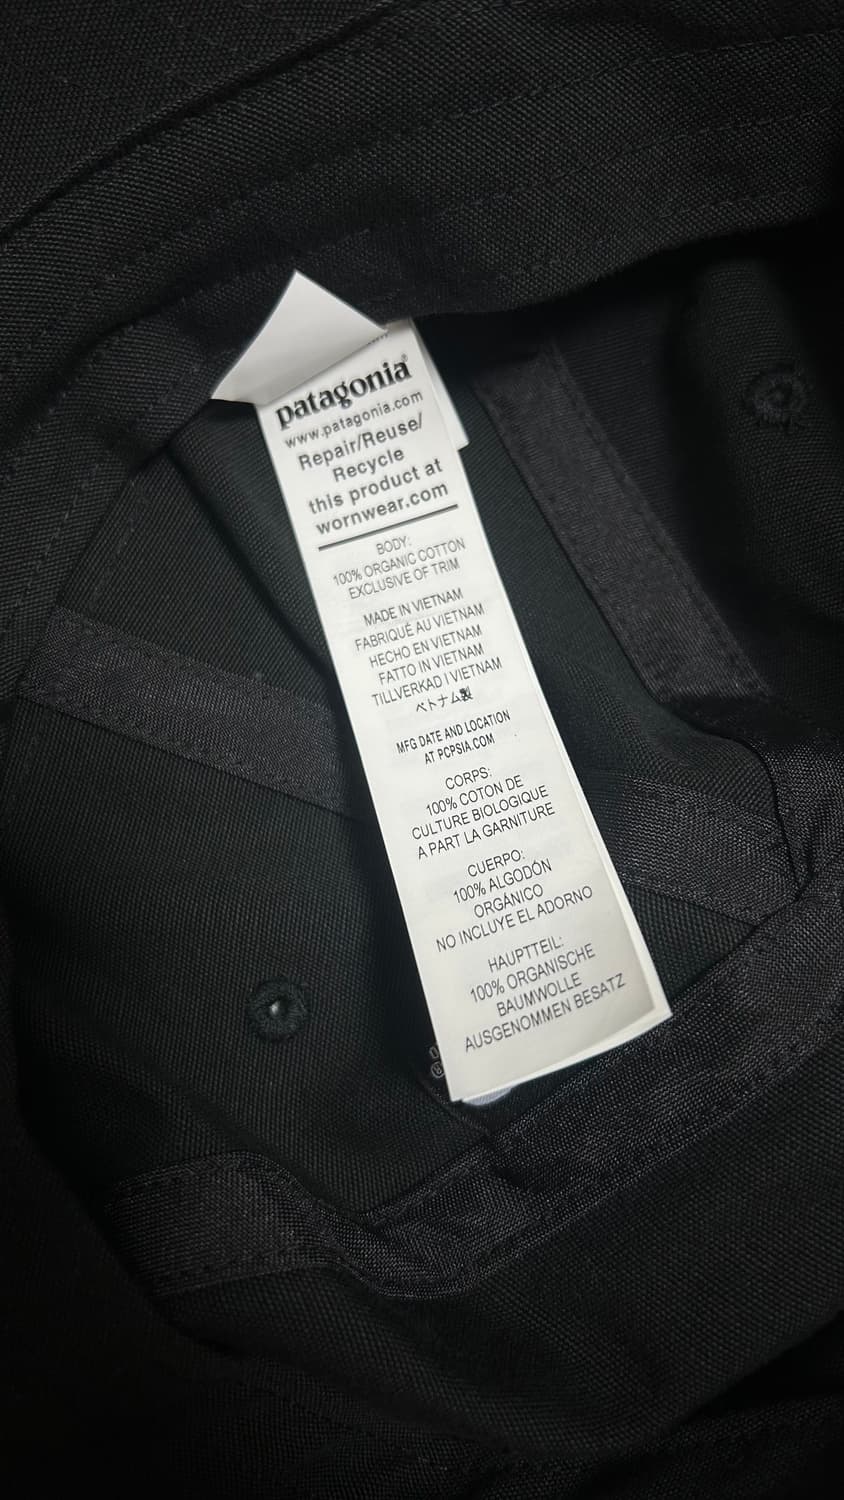 patagonia®
www.patagonia.com
Repair/Reuse/
Recycle
this product at
wornwear.com
BODY:
100% ORGANIC COTTON
EXCLUSIVE OF TRIM
MADE IN VIETNAM
FABRIQUÉ AU VIETNAM
HECHO EN VIETNAM
FATTO IN VIETNAM
TILLVERKAD I VIETNAM
ベトナム製
MFG DATE AND LOCATION
AT PCPSIA.COM
CORPS:
100% COTON DE
CULTURE BIOLOGIQUE
A PART LA GARNITURE
CUERPO:
100% ALGODÓN
ORGÁNICO
NO INCLUYE EL ADORNO
HAUPTTEIL:
100% ORGANISCHE
BAUMWOLLE
AUSGENOMMEN BESATZ